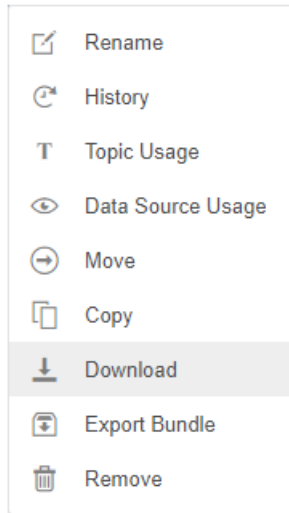 Rename
History
Topic Usage
Data Source Usage
Move
Copy
Download
Export Bundle
Remove